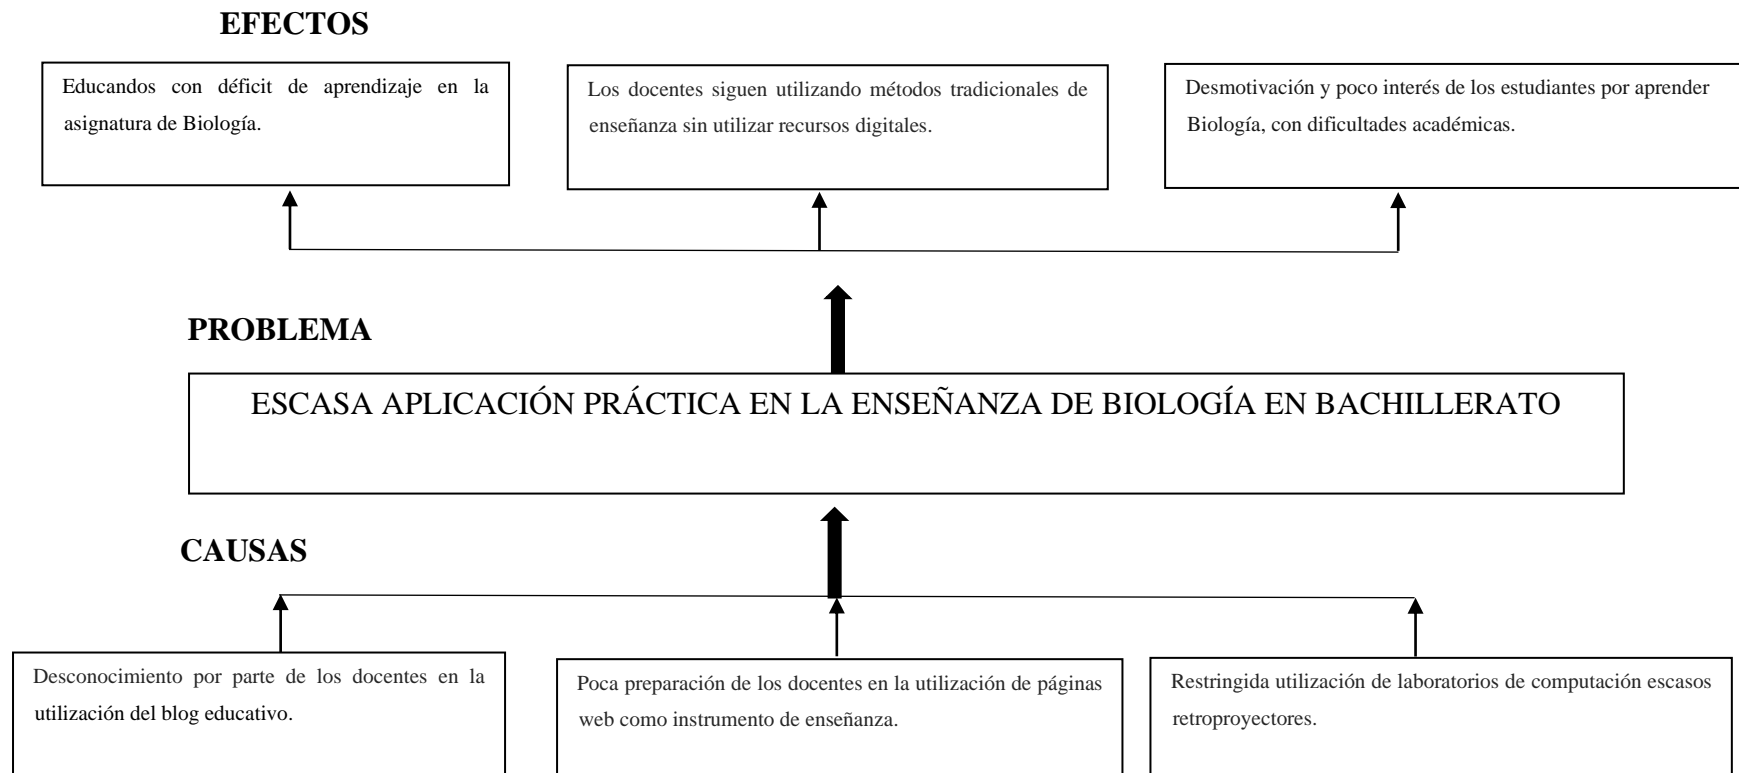 EFECTOS
Educandos con déficit de aprendizaje en la
asignatura de Biología.
Los docentes siguen utilizando métodos tradicionales de
enseñanza sin utilizar recursos digitales.
Desmotivación y poco interés de los estudiantes por aprender
Biología, con dificultades académicas.
PROBLEMA
ESCASA APLICACIÓN PRÁCTICA EN LA ENSEÑANZA DE BIOLOGÍA EN BACHILLERATO
CAUSAS
Desconocimiento por parte de los docentes en la
utilización del blog educativo.
Poca preparación de los docentes en la utilización de páginas
web como instrumento de enseñanza.
Restringida utilización de laboratorios de computación escasos
retroproyectores.